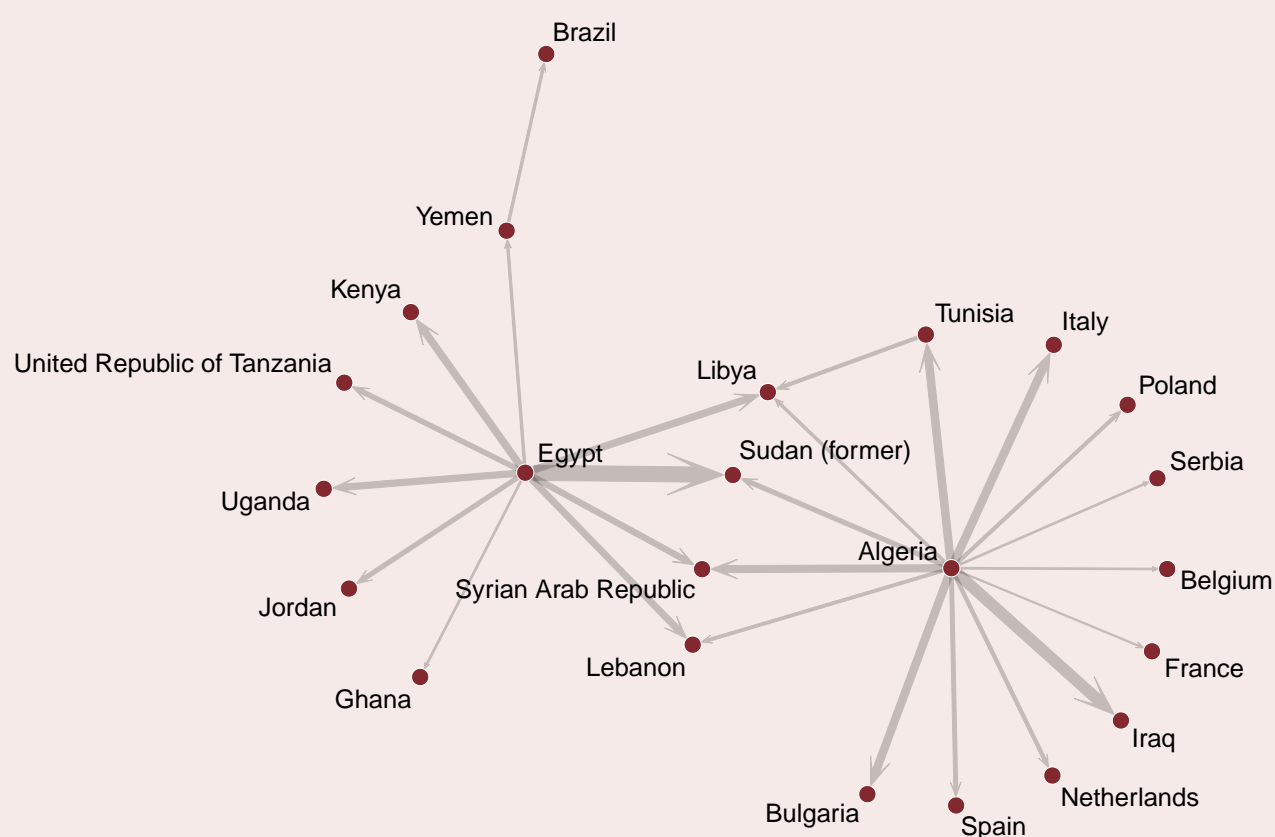 Brazil
Yemen
Kenya
Tunisia
Italy
United Republic of Tanzania
Libya
Poland
Egypt
Sudan (former)
Serbia
Uganda
Algeria
Syrian Arab Republic
Belgium
Jordan
Lebanon
France
Ghana
Iraq
Netherlands
Bulgaria
Spain